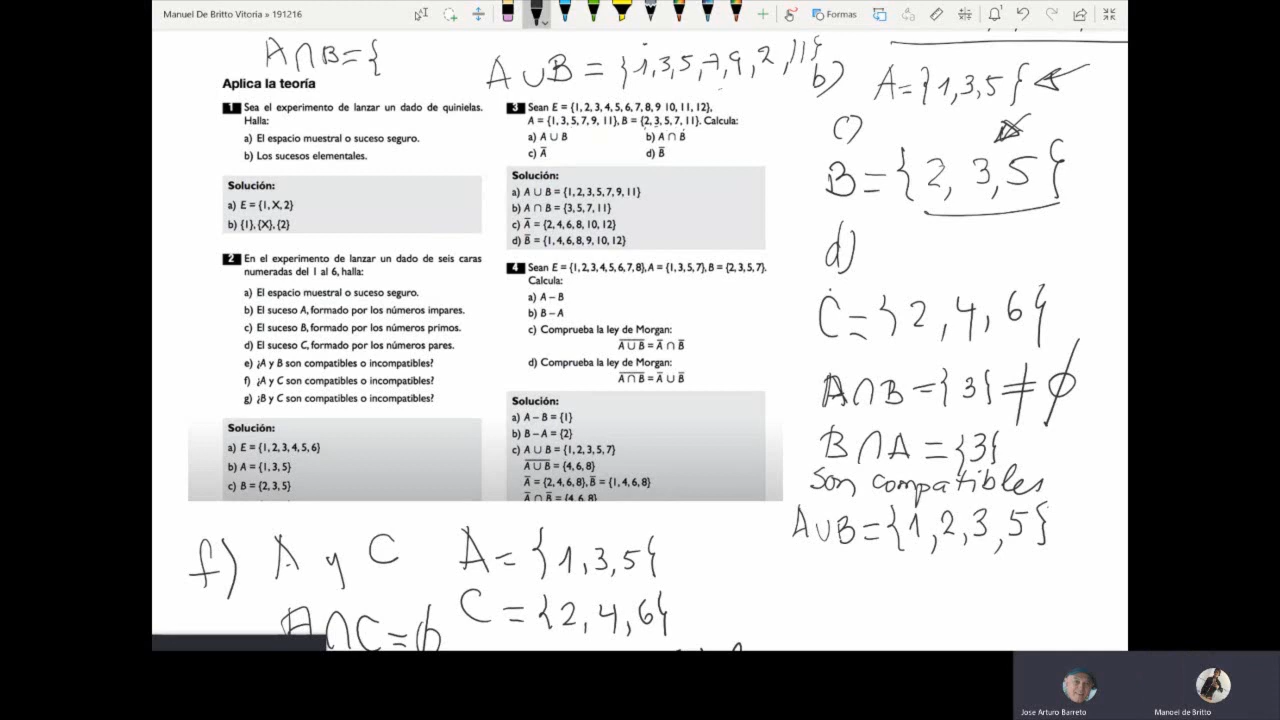 Manuel De Britto Vitoria » 191216
Formas
A∩B={
A∪B = {1,3,5,7,9,2,11}
Aplica la teoría
1 Sea el experimento de lanzar un dado de quinielas.
Halla:
a) El espacio muestral o suceso seguro.
b) Los sucesos elementales.
Solución:
a) E = {1, X, 2}
b) {1}, {X}, {2}
2 En el experimento de lanzar un dado de seis caras
numeradas del 1 al 6, halla:
a) El espacio muestral o suceso seguro.
b) El suceso A, formado por los números impares.
c) El suceso B, formado por los números primos.
d) El suceso C, formado por los números pares.
e) ¿A y B son compatibles o incompatibles?
f) ¿A y C son compatibles o incompatibles?
g) ¿B y C son compatibles o incompatibles?
Solución:
a) E = {1, 2, 3, 4, 5, 6}
b) A = {1, 3, 5}
c) B = {2, 3, 5}
3 Sean E = {1, 2, 3, 4, 5, 6, 7, 8, 9 10, 11, 12},
A = {1, 3, 5, 7, 9, 11}, B = {2, 3, 5, 7, 11}. Calcula:
a) A ∪ B b) A ∩ B
c) A̅ d) B̅
Solución:
a) A ∪ B = {1, 2, 3, 5, 7, 9, 11}
b) A ∩ B = {3, 5, 7, 11}
c) A̅ = {2, 4, 6, 8, 10, 12}
d) B̅ = {1, 4, 6, 8, 9, 10, 12}
4 Sean E = {1, 2, 3, 4, 5, 6, 7, 8}, A = {1, 3, 5, 7}, B = {2, 3, 5, 7}.
Calcula:
a) A – B
b) B – A
c) Comprueba la ley de Morgan:
A̅ ̅∪̅ ̅B̅ = A̅ ∩ B̅
d) Comprueba la ley de Morgan:
A̅ ̅∩̅ ̅B̅ = A̅ ∪ B̅
Solución:
a) A – B = {1}
b) B – A = {2}
c) A ∪ B = {1, 2, 3, 5, 7}
A̅ ̅∪̅ ̅B̅ = {4, 6, 8}
A̅ = {2, 4, 6, 8}, B̅ = {1, 4, 6, 8}
A̅ ∩ B̅ = {4, 6, 8}
b) A={1,3,5}
c)
B={2,3,5}
d)
C={2,4,6}
A∩B={3}≠∅
B∩A={3}
son compatibles
A∪B={1,2,3,5}
f) A y C A={1,3,5}
C={2,4,6}
A∩C=∅
Jose Arturo Barreto
Manoel de Britto